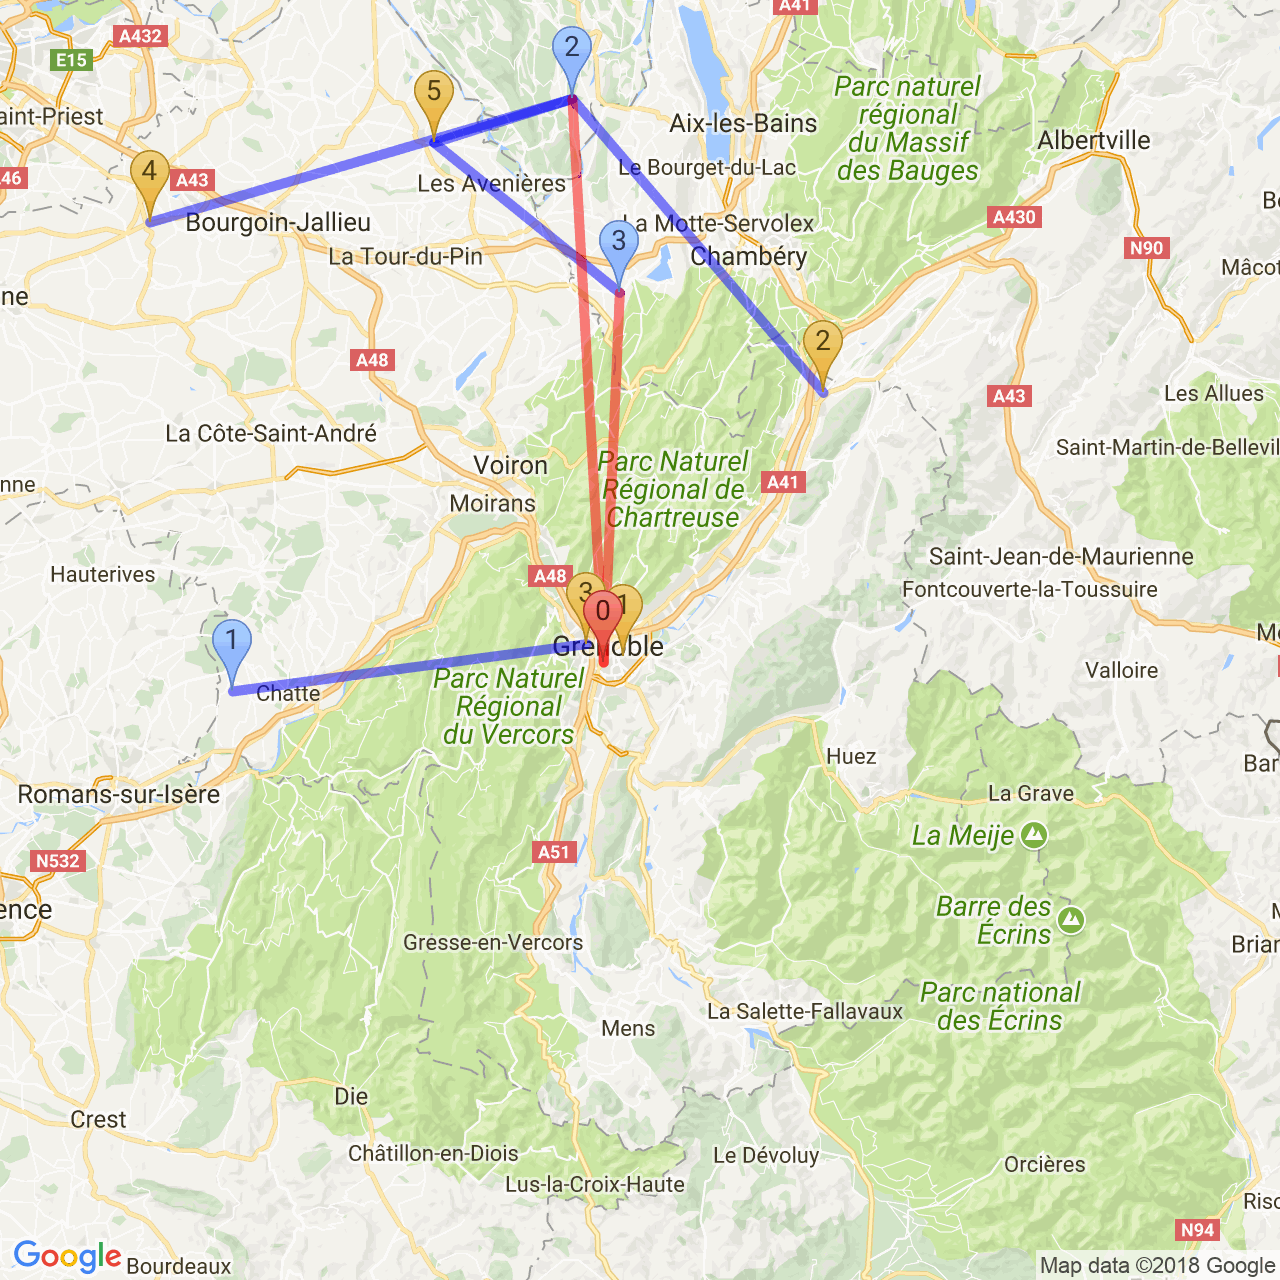 A41
A432
2
E15
5
Parc naturel
régional
du Massif
des Bauges
aint-Priest
Aix-les-Bains
Albertville
4
Le Bourget-du-Lac
A46
A43
Les Avenières
Bourgoin-Jallieu
3
La Motte-Servolex
A430
La Tour-du-Pin
Chambéry
N90
Mâcot
ne
2
A48
A43
Les Allues
La Côte-Saint-André
Saint-Martin-de-Bellevil
Voiron
Parc Naturel
Régional de
Chartreuse
nne
Moirans
A41
Saint-Jean-de-Maurienne
Hauterives
A48
Fontcouverte-la-Toussuire
3
1
0
1
Grenoble
Valloire
Chatte
Parc Naturel
Régional
du Vercors
Huez
Bar
Romans-sur-Isère
La Grave
La Meije
N532
A51
ence
Barre des
Écrins
Gresse-en-Vercors
Brian
Parc national
des Écrins
La Salette-Fallavaux
Mens
Die
Crest
Châtillon-en-Diois
Le Dévoluy
Orcières
Lus-la-Croix-Haute
Risc
N94
Google
Bourdeaux
Map data ©2018 Google